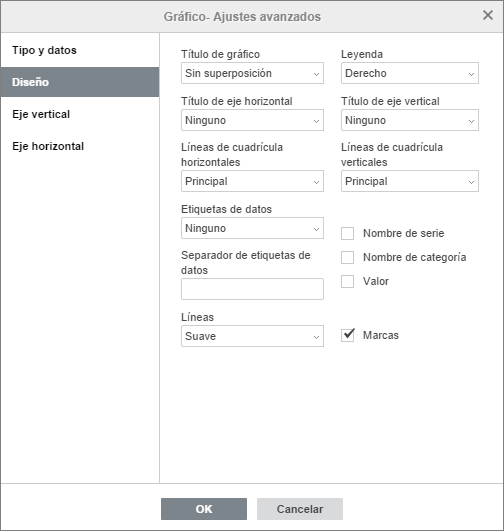 Gráfico- Ajustes avanzados
Tipo y datos
Diseño
Eje vertical
Eje horizontal
Título de gráfico
Leyenda
Sin superposición
Derecho
Título de eje horizontal
Título de eje vertical
Ninguno
Ninguno
Líneas de cuadrícula
horizontales
Líneas de cuadrícula
verticales
Principal
Principal
Etiquetas de datos
Ninguno
Nombre de serie
Separador de etiquetas de
datos
Nombre de categoría
Valor
Líneas
Suave
Marcas
OK
Cancelar